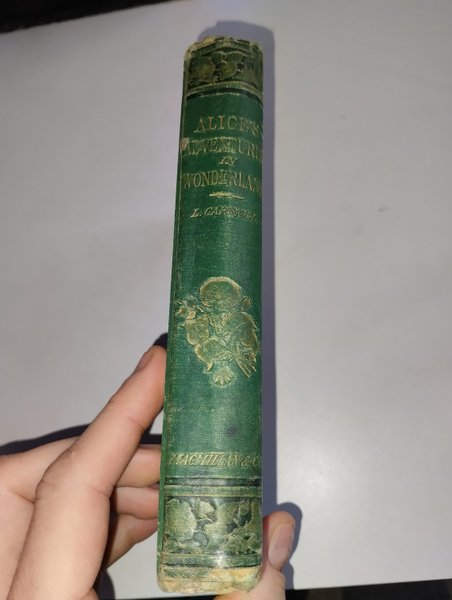 ALICE'S
ADVENTURES
IN
WONDERLAND
L. CARROLL
MACMILLAN & Cº